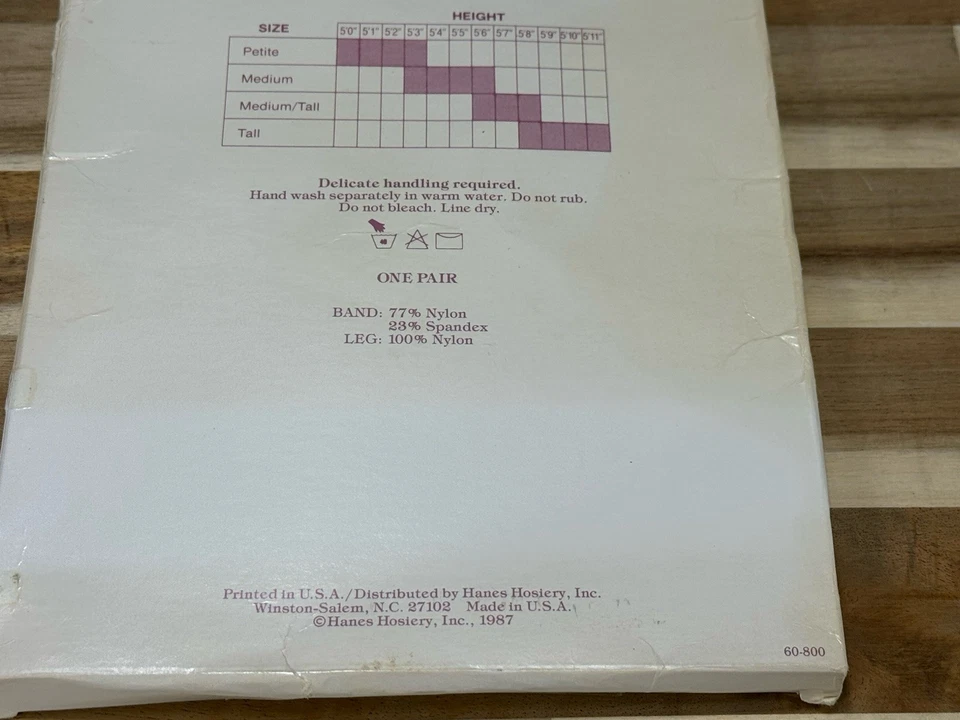 HEIGHT
SIZE 5'0" 5'1" 5'2" 5'3" 5'4" 5'5" 5'6" 5'7" 5'8" 5'9" 5'10" 5'11"
Petite
Medium
Medium/Tall
Tall
Delicate handling required.
Hand wash separately in warm water. Do not rub.
Do not bleach. Line dry.
40
ONE PAIR
BAND: 77% Nylon
23% Spandex
LEG: 100% Nylon
Printed in U.S.A./Distributed by Hanes Hosiery, Inc.
Winston-Salem, N.C. 27102 Made in U.S.A.
©Hanes Hosiery, Inc., 1987
60-800